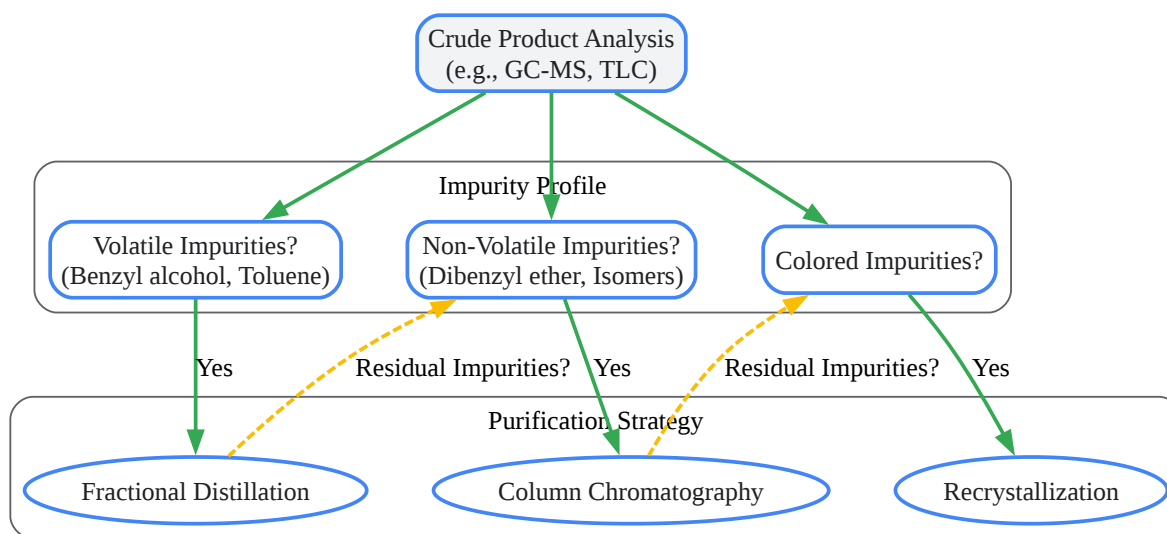 Crude Product Analysis
(e.g., GC-MS, TLC)
Impurity Profile
Volatile Impurities?
(Benzyl alcohol, Toluene)
Non-Volatile Impurities?
(Dibenzyl ether, Isomers)
Colored Impurities?
Yes
Residual Impurities?
Yes
Residual Impurities?
Yes
Purification Strategy
Fractional Distillation
Column Chromatography
Recrystallization